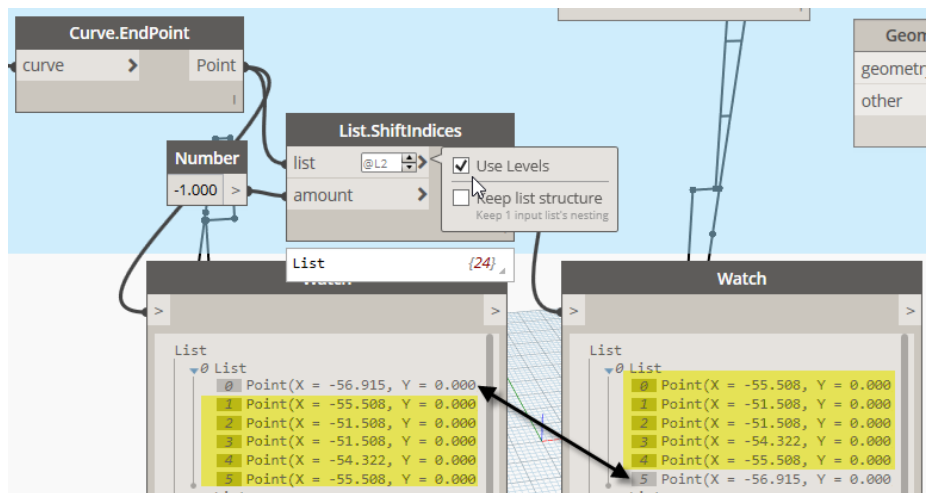 Curve.EndPoint
curve > Point
I
Geom
geometry
other
List.ShiftIndices
list @L2 >
amount >
Use Levels
Keep list structure
Keep 1 input list's nesting
Number
-1.000 >
List {24}
Watch
> >
List
0 List
0 Point(X = -56.915, Y = 0.000
1 Point(X = -55.508, Y = 0.000
2 Point(X = -51.508, Y = 0.000
3 Point(X = -51.508, Y = 0.000
4 Point(X = -54.322, Y = 0.000
5 Point(X = -55.508, Y = 0.000
Watch
> >
List
0 List
0 Point(X = -55.508, Y = 0.000
1 Point(X = -51.508, Y = 0.000
2 Point(X = -51.508, Y = 0.000
3 Point(X = -54.322, Y = 0.000
4 Point(X = -55.508, Y = 0.000
5 Point(X = -56.915, Y = 0.000